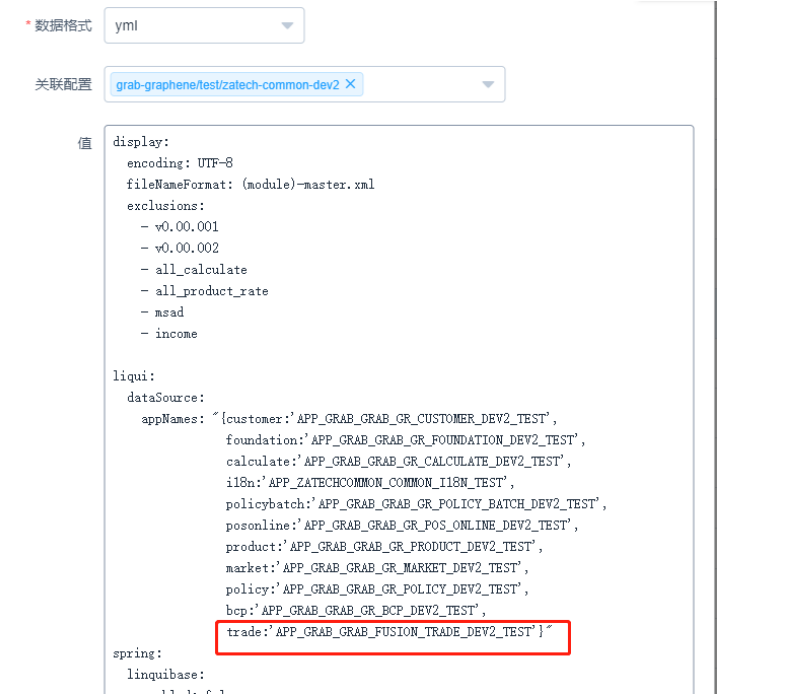 * 数据格式 yml
关联配置 grab-graphene/test/zatech-common-dev2 ×
值
display:
encoding: UTF-8
fileNameFormat: (module)-master.xml
exclusions:
- v0.00.001
- v0.00.002
- all_calculate
- all_product_rate
- msad
- income
liqui:
dataSource:
appNames: "{customer:'APP_GRAB_GRAB_GR_CUSTOMER_DEV2_TEST',
foundation:'APP_GRAB_GRAB_GR_FOUNDATION_DEV2_TEST',
calculate:'APP_GRAB_GRAB_GR_CALCULATE_DEV2_TEST',
i18n:'APP_ZATECHCOMMON_COMMON_I18N_TEST',
policybatch:'APP_GRAB_GRAB_GR_POLICY_BATCH_DEV2_TEST',
posonline:'APP_GRAB_GRAB_GR_POS_ONLINE_DEV2_TEST',
product:'APP_GRAB_GRAB_GR_PRODUCT_DEV2_TEST',
market:'APP_GRAB_GRAB_GR_MARKET_DEV2_TEST',
policy:'APP_GRAB_GRAB_GR_POLICY_DEV2_TEST',
bcp:'APP_GRAB_GRAB_GR_BCP_DEV2_TEST',
trade:'APP_GRAB_GRAB_FUSION_TRADE_DEV2_TEST'}"
spring:
linquibase: